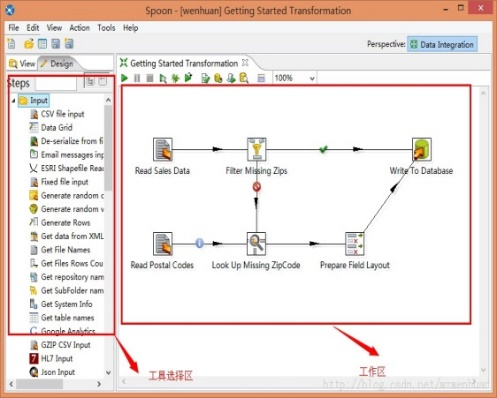 Spoon - [wenhuan] Getting Started Transformation
File Edit View Action Tools Help
Perspective: Data Integration
View Design
Getting Started Transformation
Steps
100%
Input
CSV file input
Data Grid
De-serialize from fi
Email messages inp
ESRI Shapefile Rea
Fixed file input
Generate random c
Generate random v
Generate Rows
Get data from XML
Get File Names
Get Files Rows Cou
Get repository nam
Get SubFolder nam
Get System Info
Get table names
Google Analytics
GZIP CSV Input
HL7 Input
Json Input
Read Sales Data
Filter Missing Zips
Write To Database
Read Postal Codes
Look Up Missing ZipCode
Prepare Field Layout
工具选择区
工作区